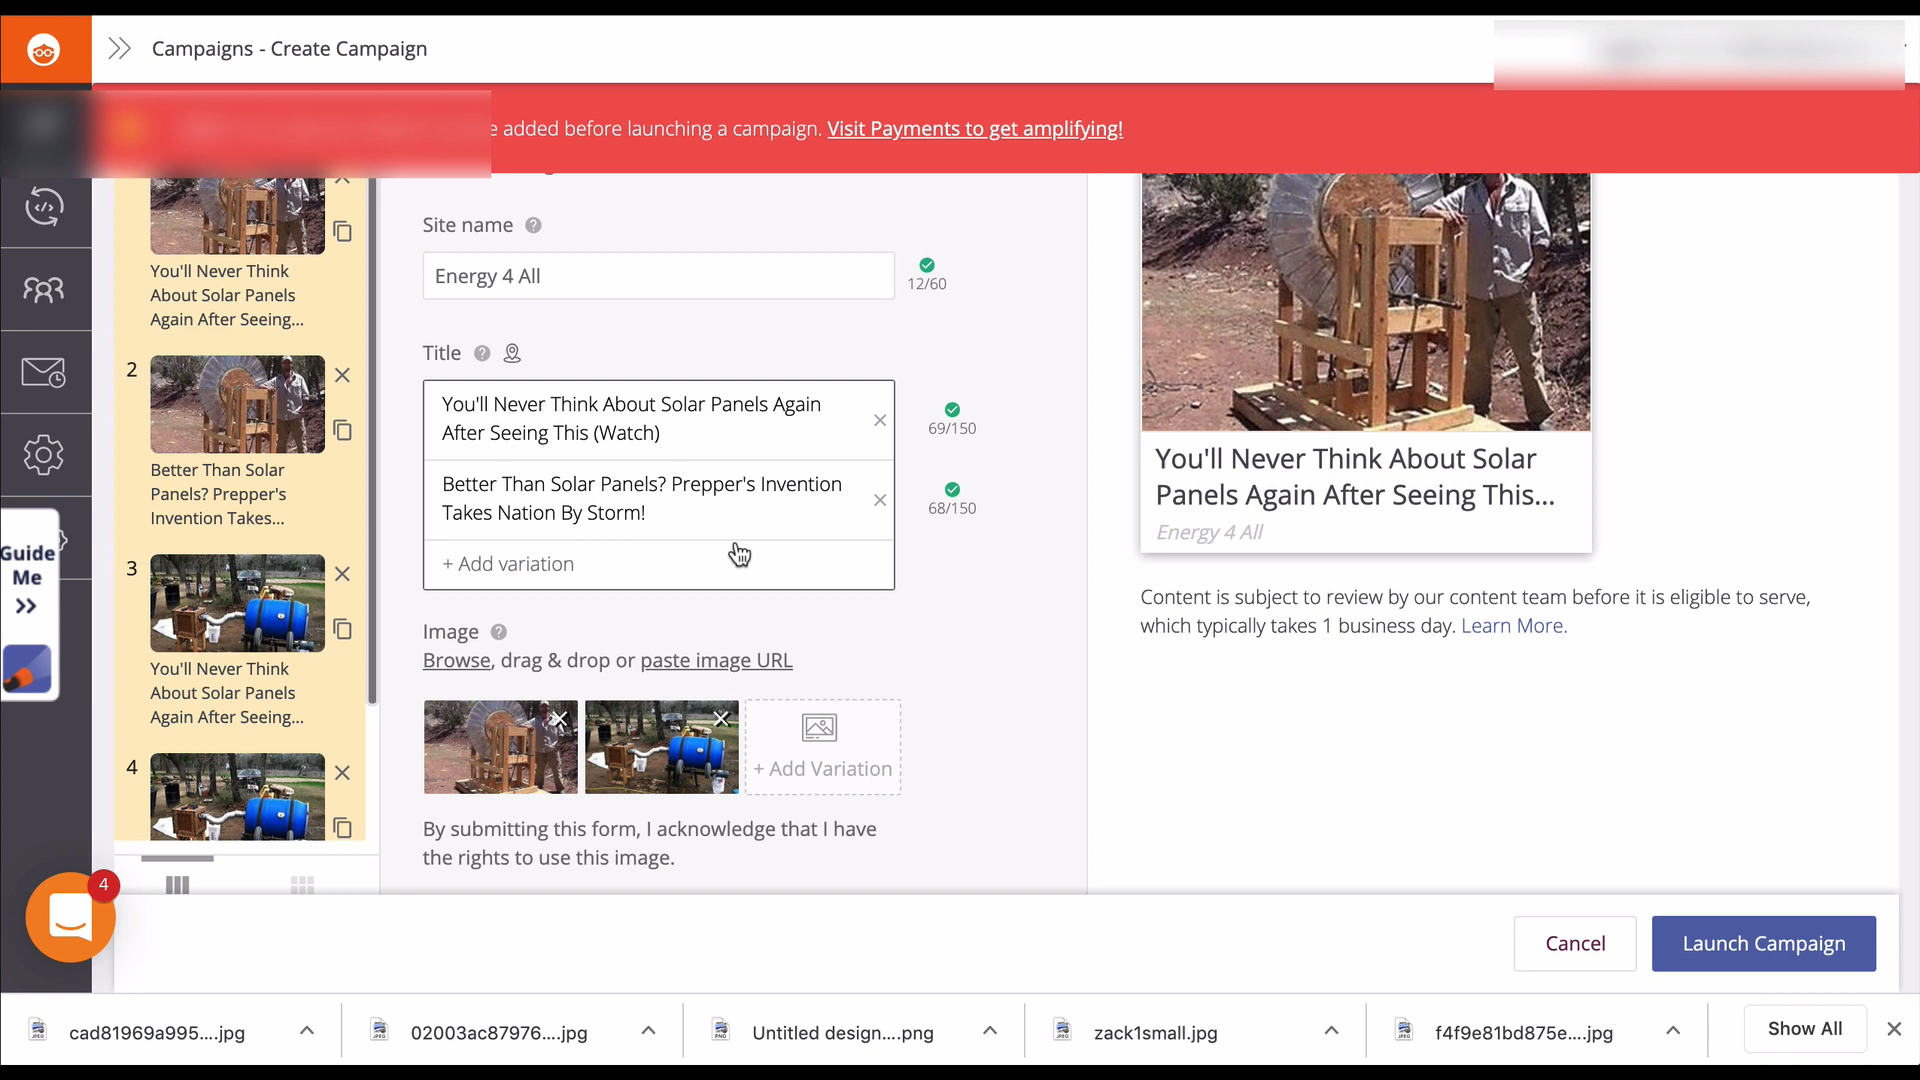 Campaigns - Create Campaign
e added before launching a campaign. Visit Payments to get amplifying!
You'll Never Think
About Solar Panels
Again After Seeing...
2
Better Than Solar
Panels? Prepper's
Invention Takes...
3
You'll Never Think
About Solar Panels
Again After Seeing...
4
Guide
Me
Site name
Energy 4 All
12/60
Title
You'll Never Think About Solar Panels Again
After Seeing This (Watch)
69/150
Better Than Solar Panels? Prepper's Invention
Takes Nation By Storm!
68/150
+ Add variation
Image
Browse, drag & drop or paste image URL
+ Add Variation
By submitting this form, I acknowledge that I have
the rights to use this image.
You'll Never Think About Solar
Panels Again After Seeing This...
Energy 4 All
Content is subject to review by our content team before it is eligible to serve,
which typically takes 1 business day. Learn More.
4
Cancel
Launch Campaign
cad81969a995....jpg
02003ac87976....jpg
Untitled design....png
zack1small.jpg
f4f9e81bd875e....jpg
Show All